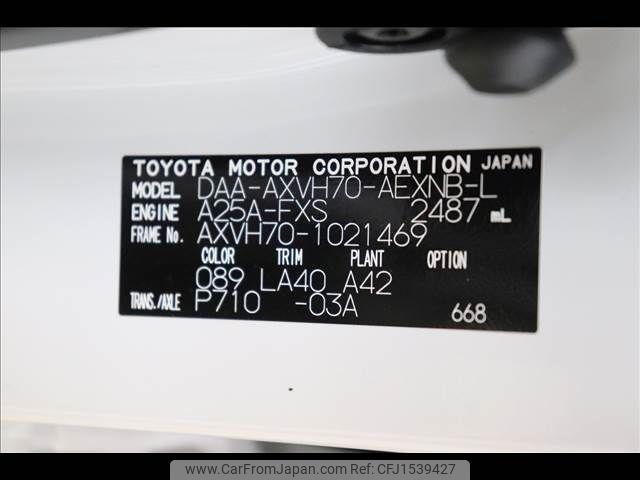 TOYOTA MOTOR CORPORATION JAPAN
MODEL DAA-AXVH70-AEXNB-L
ENGINE A25A-FXS 2487 mL
FRAME No. AXVH70-1021469
COLOR TRIM PLANT OPTION
089 LA40 A42
TRANS./AXLE P710 -03A 668
www.CarFromJapan.com CFJ1539427